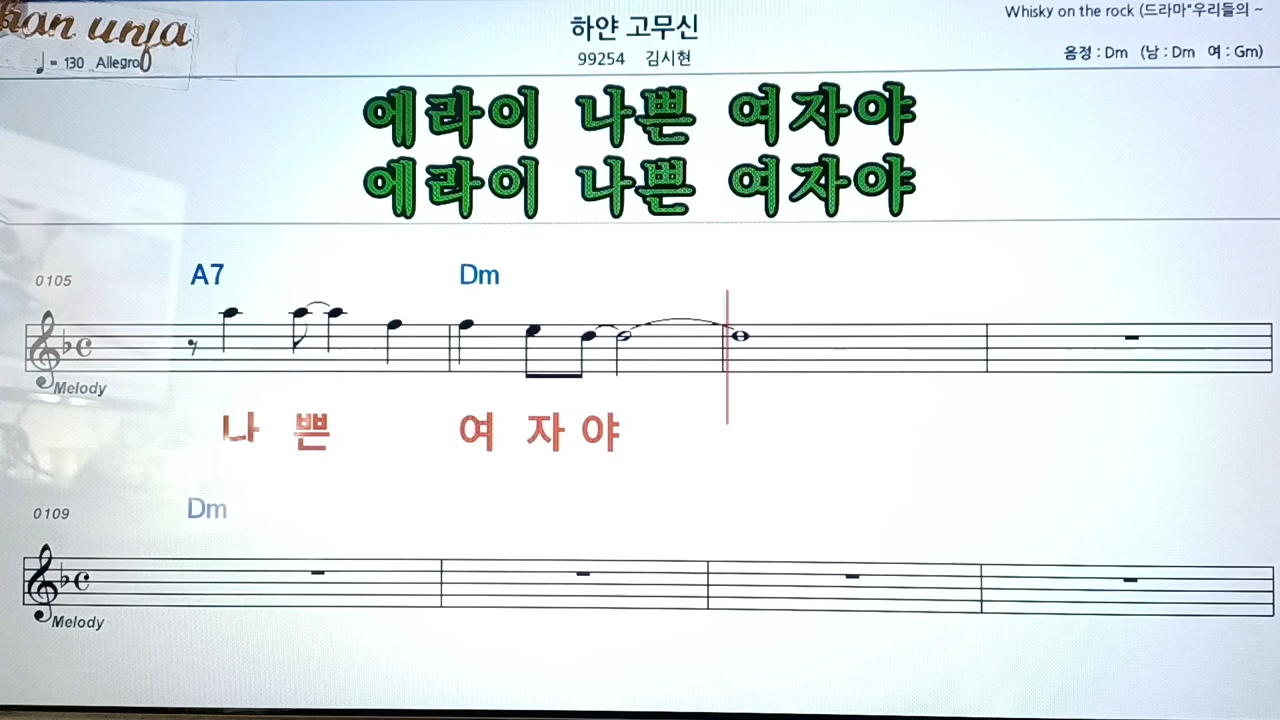 하얀 고무신
Whisky on the rock (드라마"우리들의 ~
♩ = 130 Allegro
99254 김시현
음정 : Dm (남 : Dm 여 : Gm)
에라이 나쁜 여자야
에라이 나쁜 여자야
0105 A7 Dm
Melody
나 쁜 여 자 야
0109 Dm
Melody